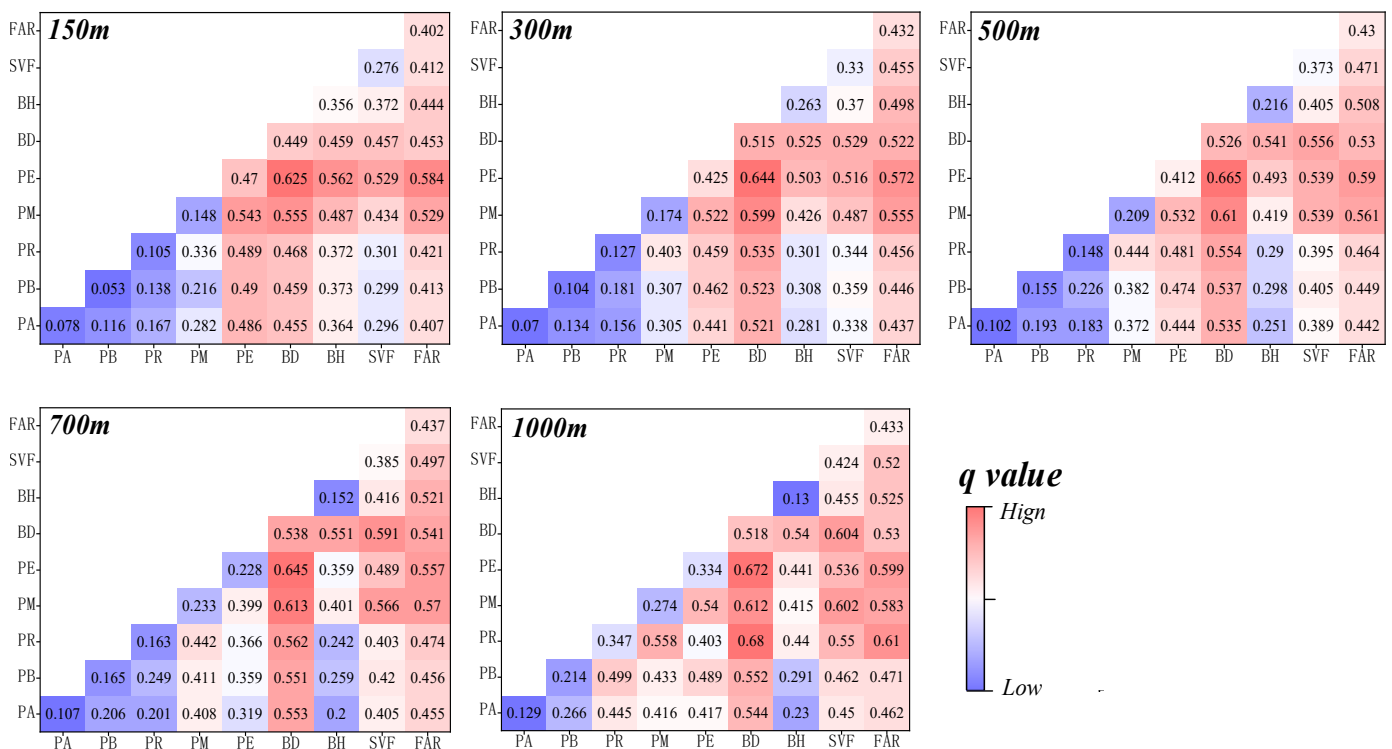 150m
FAR 0.402
SVF 0.276 0.412
BH 0.356 0.372 0.444
BD 0.449 0.459 0.457 0.453
PE 0.47 0.625 0.562 0.529 0.584
PM 0.148 0.543 0.555 0.487 0.434 0.529
PR 0.105 0.336 0.489 0.468 0.372 0.301 0.421
PB 0.053 0.138 0.216 0.49 0.459 0.373 0.299 0.413
PA 0.078 0.116 0.167 0.282 0.486 0.455 0.364 0.296 0.407
PA PB PR PM PE BD BH SVF FAR
300m
FAR 0.432
SVF 0.33 0.455
BH 0.263 0.37 0.498
BD 0.515 0.525 0.529 0.522
PE 0.425 0.644 0.503 0.516 0.572
PM 0.174 0.522 0.599 0.426 0.487 0.555
PR 0.127 0.403 0.459 0.535 0.301 0.344 0.456
PB 0.104 0.181 0.307 0.462 0.523 0.308 0.359 0.446
PA 0.07 0.134 0.156 0.305 0.441 0.521 0.281 0.338 0.437
PA PB PR PM PE BD BH SVF FAR
500m
FAR 0.43
SVF 0.373 0.471
BH 0.216 0.405 0.508
BD 0.526 0.541 0.556 0.53
PE 0.412 0.665 0.493 0.539 0.59
PM 0.209 0.532 0.61 0.419 0.539 0.561
PR 0.148 0.444 0.481 0.554 0.29 0.395 0.464
PB 0.155 0.226 0.382 0.474 0.537 0.298 0.405 0.449
PA 0.102 0.193 0.183 0.372 0.444 0.535 0.251 0.389 0.442
PA PB PR PM PE BD BH SVF FAR
700m
FAR 0.437
SVF 0.385 0.497
BH 0.152 0.416 0.521
BD 0.538 0.551 0.591 0.541
PE 0.228 0.645 0.359 0.489 0.557
PM 0.233 0.399 0.613 0.401 0.566 0.57
PR 0.163 0.442 0.366 0.562 0.242 0.403 0.474
PB 0.165 0.249 0.411 0.359 0.551 0.259 0.42 0.456
PA 0.107 0.206 0.201 0.408 0.319 0.553 0.2 0.405 0.455
PA PB PR PM PE BD BH SVF FAR
1000m
FAR 0.433
SVF 0.424 0.52
BH 0.13 0.455 0.525
BD 0.518 0.54 0.604 0.53
PE 0.334 0.672 0.441 0.536 0.599
PM 0.274 0.54 0.612 0.415 0.602 0.583
PR 0.347 0.558 0.403 0.68 0.44 0.55 0.61
PB 0.214 0.499 0.433 0.489 0.552 0.291 0.462 0.471
PA 0.129 0.266 0.445 0.416 0.417 0.544 0.23 0.45 0.462
PA PB PR PM PE BD BH SVF FAR
q value
Hign
Low